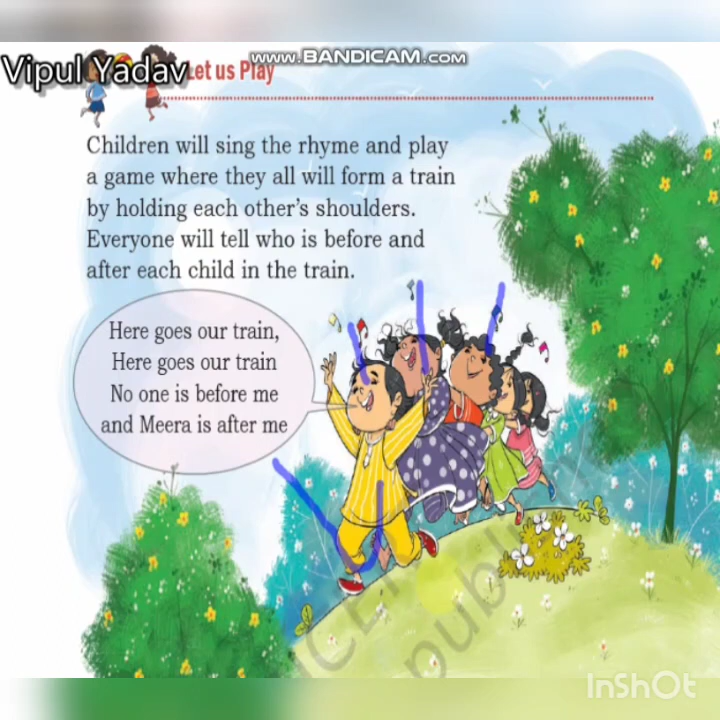 www.BANDICAM.com
Vipul Yadav
Let us Play
Children will sing the rhyme and play
a game where they all will form a train
by holding each other's shoulders.
Everyone will tell who is before and
after each child in the train.
Here goes our train,
Here goes our train
No one is before me
and Meera is after me
InShOt